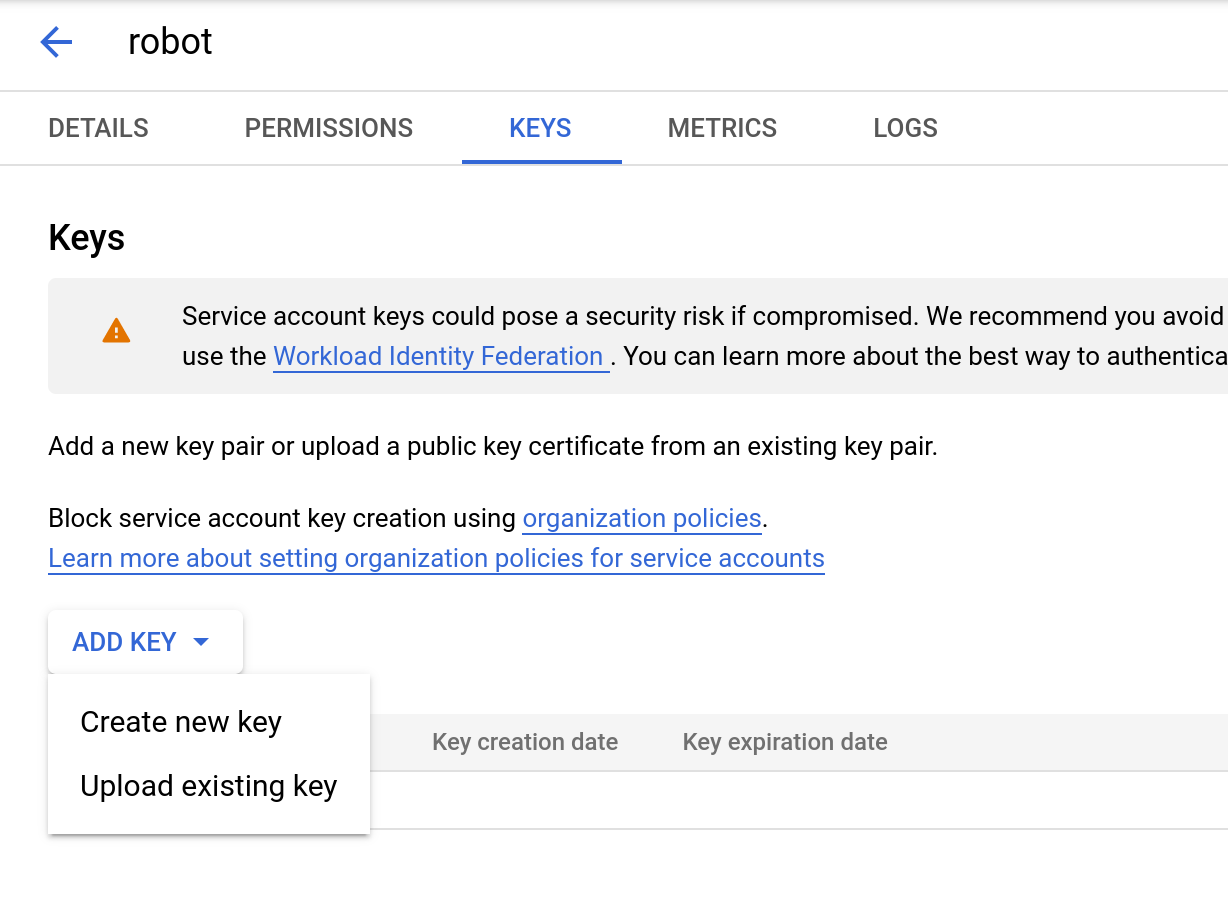 robot
DETAILS PERMISSIONS KEYS METRICS LOGS
Keys
Service account keys could pose a security risk if compromised. We recommend you avoid
use the Workload Identity Federation . You can learn more about the best way to authentica
Add a new key pair or upload a public key certificate from an existing key pair.
Block service account key creation using organization policies.
Learn more about setting organization policies for service accounts
ADD KEY
Create new key
Upload existing key
Key creation date Key expiration date